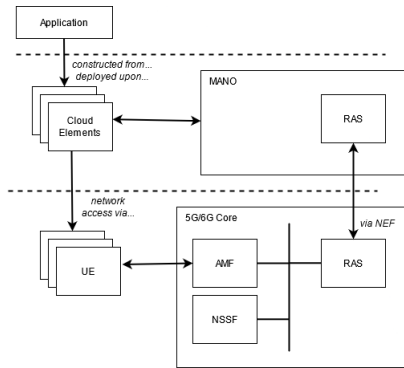 Application
constructed from...
deployed upon...
MANO
Cloud
Elements
RAS
network
access via...
via NEF
5G/6G Core
UE
AMF
RAS
NSSF